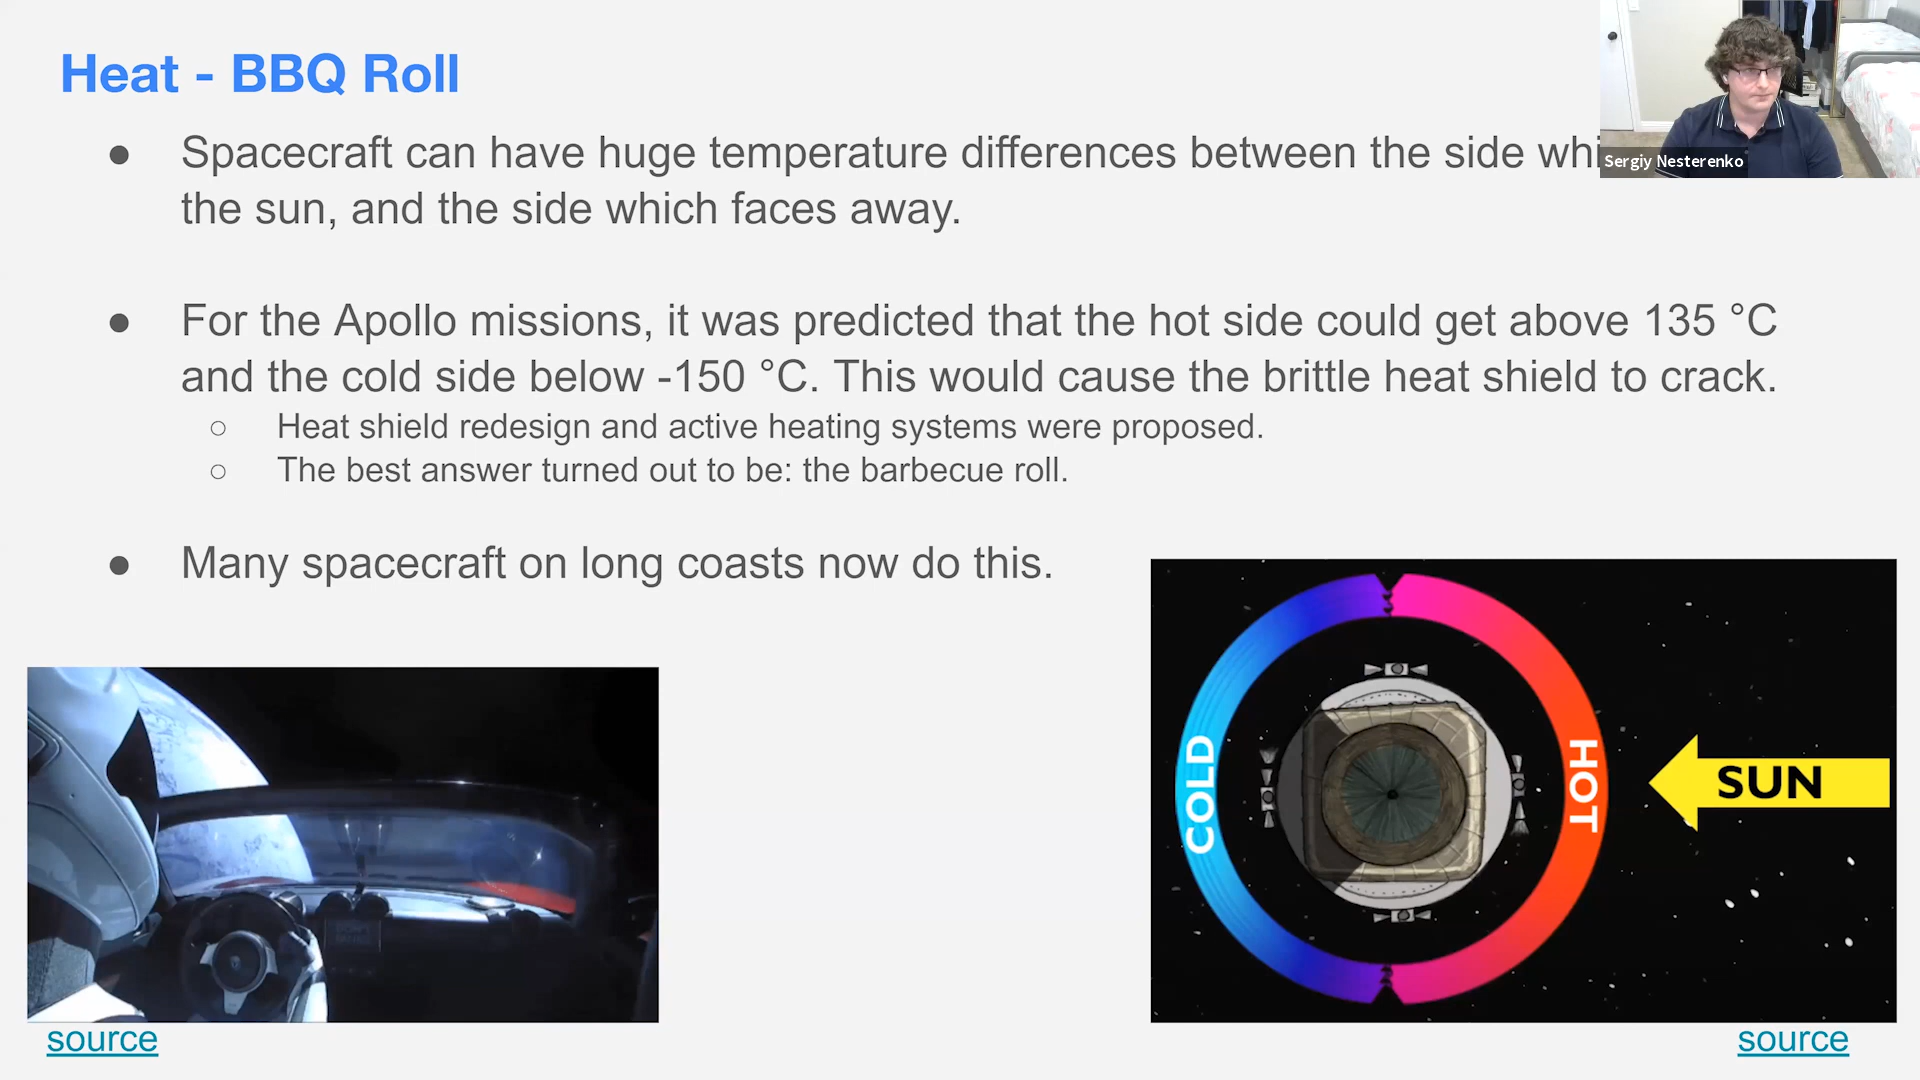 Heat - BBQ Roll
Sergiy Nesterenko
● Spacecraft can have huge temperature differences between the side
the sun, and the side which faces away.
● For the Apollo missions, it was predicted that the hot side could get above 135 °C
and the cold side below -150 °C. This would cause the brittle heat shield to crack.
○ Heat shield redesign and active heating systems were proposed.
○ The best answer turned out to be: the barbecue roll.
● Many spacecraft on long coasts now do this.
COLD
HOT
SUN
source
source